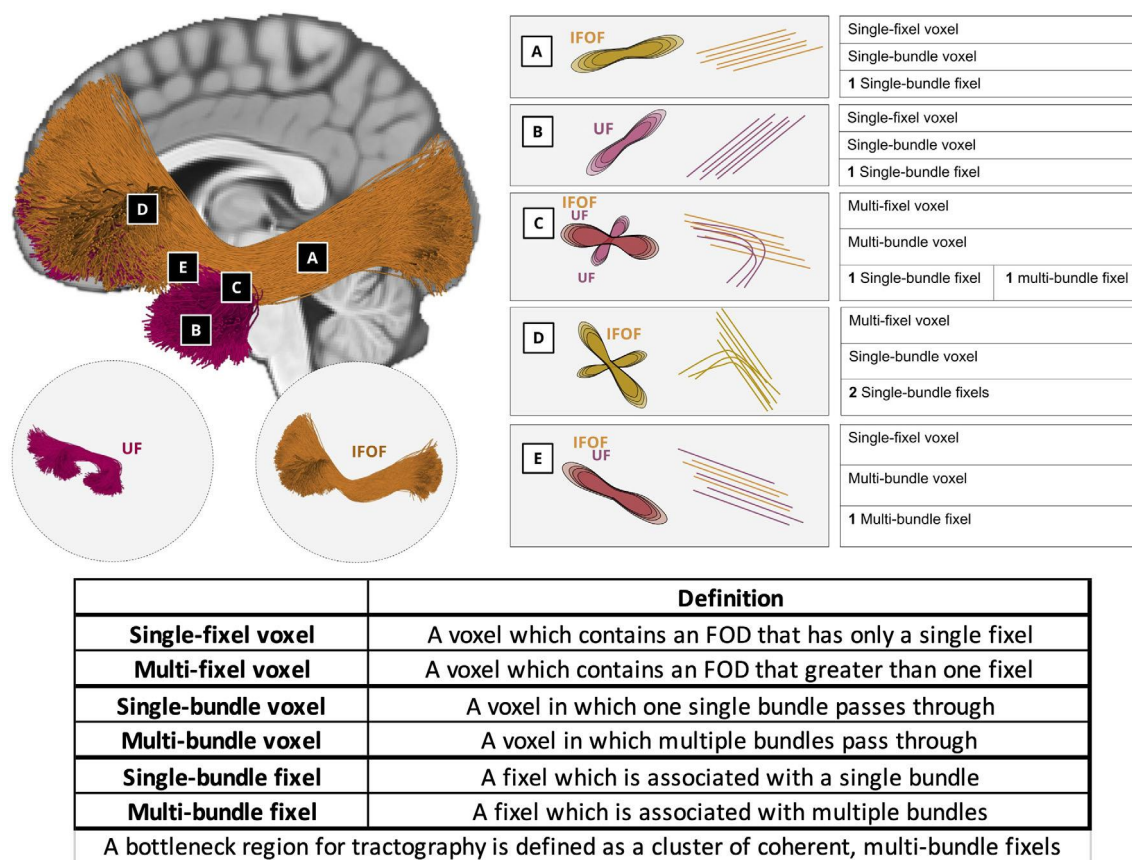 D
E
C
A
B
UF
IFOF
A
IFOF
Single-fixel voxel
Single-bundle voxel
1 Single-bundle fixel
B
UF
Single-fixel voxel
Single-bundle voxel
1 Single-bundle fixel
C
IFOF
UF
UF
Multi-fixel voxel
Multi-bundle voxel
1 Single-bundle fixel 1 multi-bundle fixel
D
IFOF
Multi-fixel voxel
Single-bundle voxel
2 Single-bundle fixels
E
IFOF
UF
Single-fixel voxel
Multi-bundle voxel
1 Multi-bundle fixel
Definition
Single-fixel voxel A voxel which contains an FOD that has only a single fixel
Multi-fixel voxel A voxel which contains an FOD that greater than one fixel
Single-bundle voxel A voxel in which one single bundle passes through
Multi-bundle voxel A voxel in which multiple bundles pass through
Single-bundle fixel A fixel which is associated with a single bundle
Multi-bundle fixel A fixel which is associated with multiple bundles
A bottleneck region for tractography is defined as a cluster of coherent, multi-bundle fixels